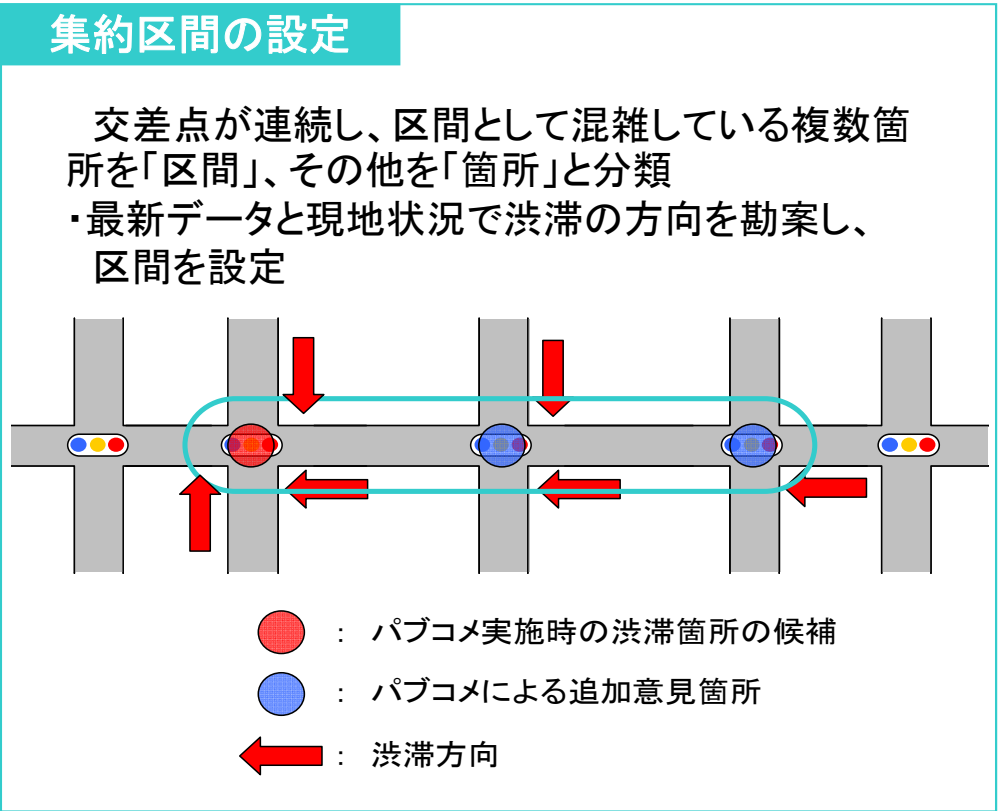 集約区間の設定
交差点が連続し、区間として混雑している複数箇
所を「区間」、その他を「箇所」と分類
・最新データと現地状況で渋滞の方向を勘案し、
区間を設定
： パブコメ実施時の渋滞箇所の候補
： パブコメによる追加意見箇所
： 渋滞方向